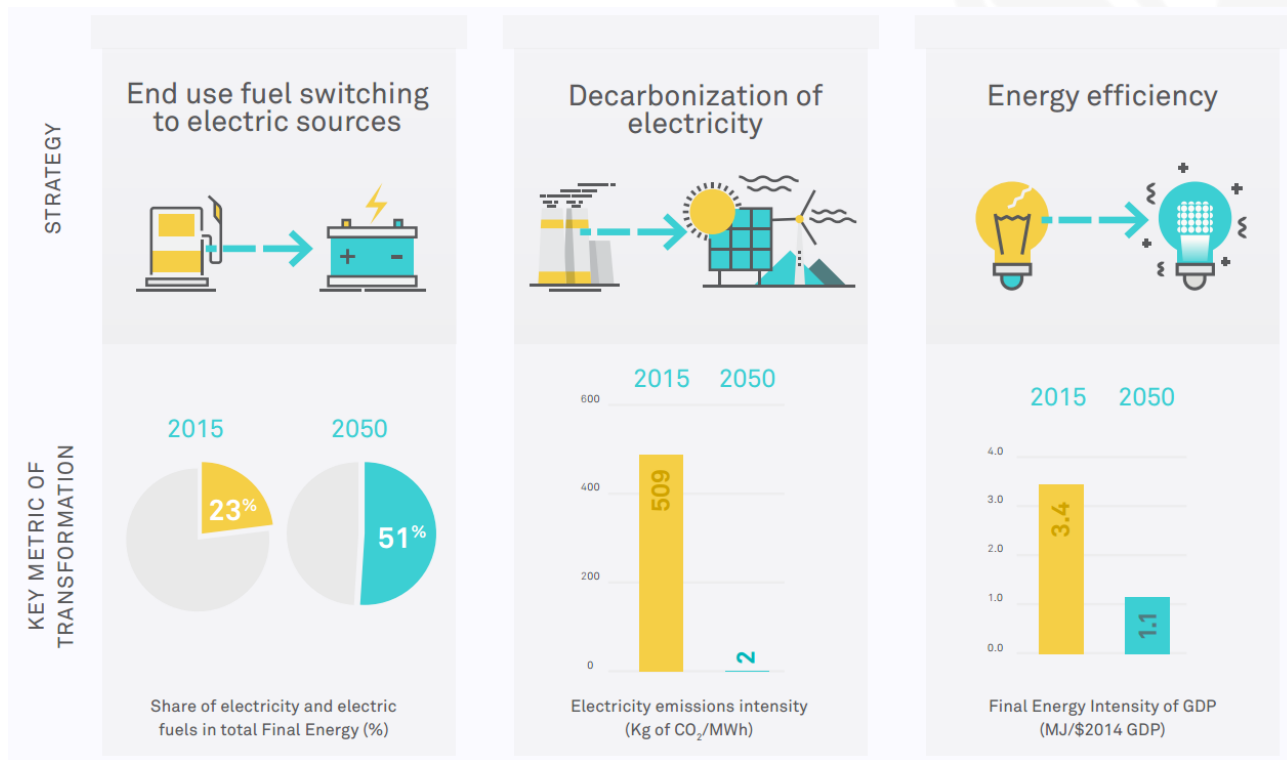 STRATEGY
End use fuel switching
to electric sources
+ -
Decarbonization of
electricity
Energy efficiency
KEY METRIC OF
TRANSFORMATION
2015 2050
23%
51%
Share of electricity and electric
fuels in total Final Energy (%)
2015 2050
600
400
200
0
509
2
Electricity emissions intensity
(Kg of CO₂/MWh)
2015 2050
4.0
3.0
2.0
1.0
0.0
3.4
1.1
Final Energy Intensity of GDP
(MJ/$2014 GDP)